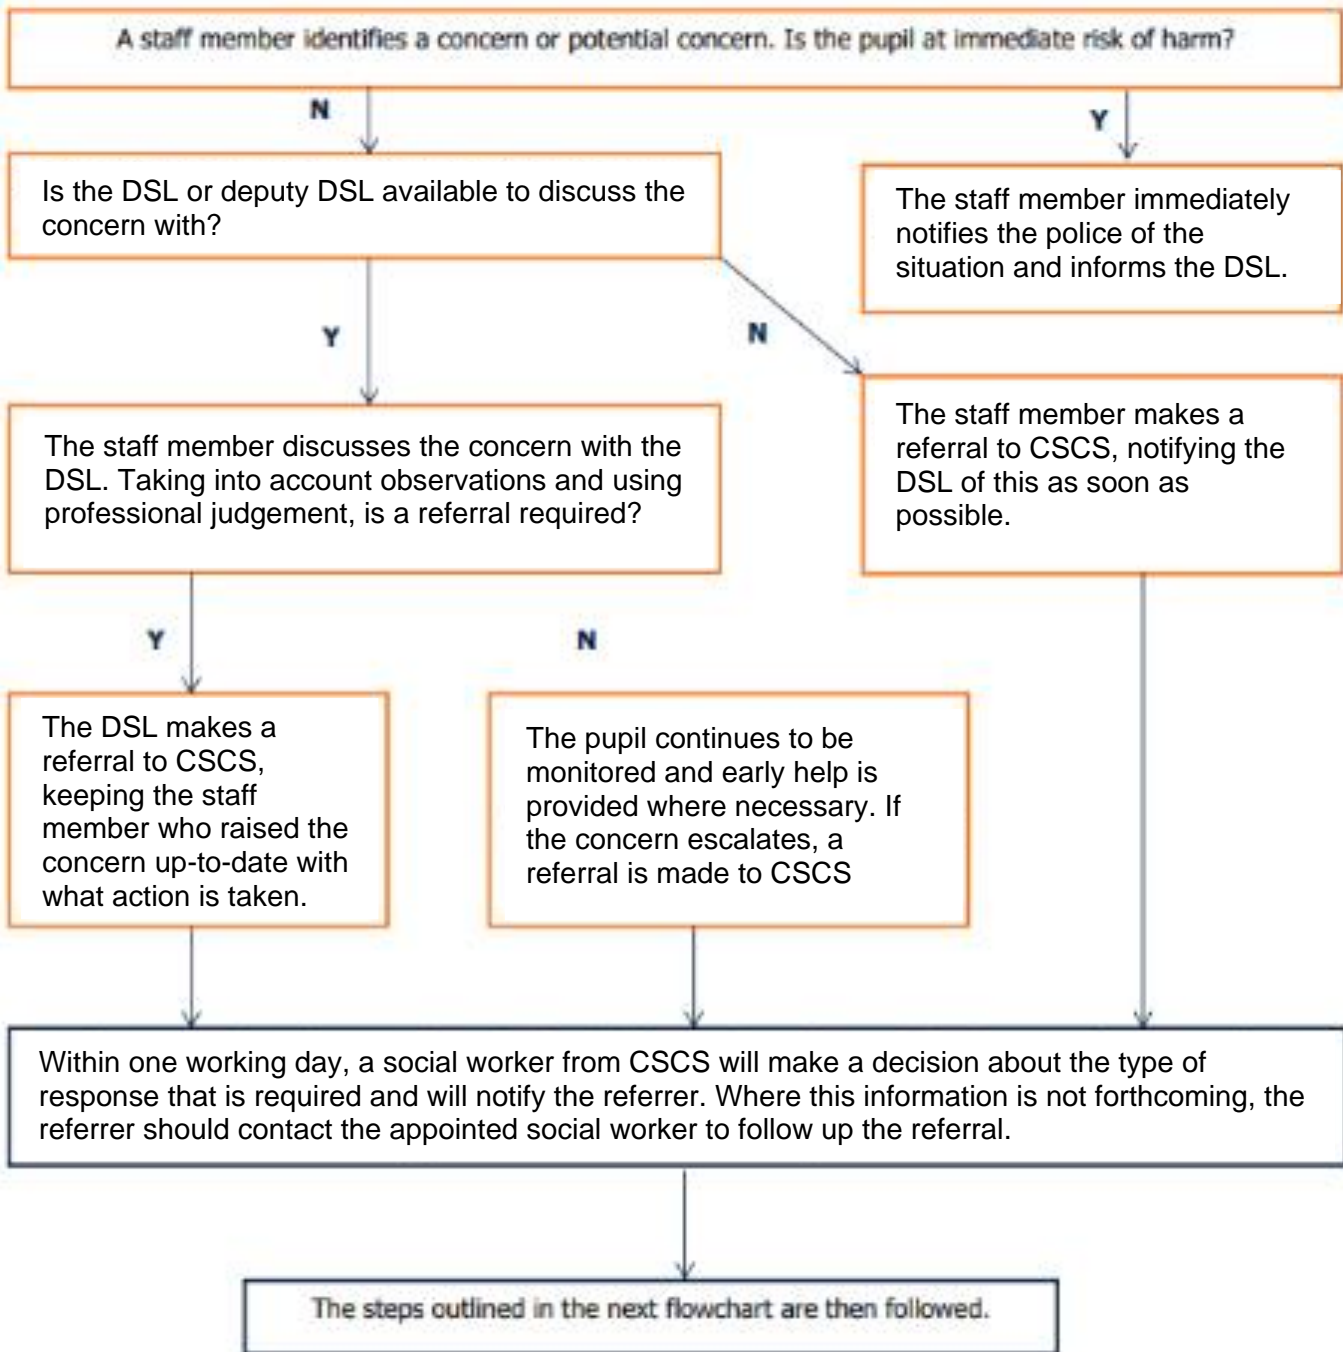 A staff member identifies a concern or potential concern. Is the pupil at immediate risk of harm?
N
Y
Is the DSL or deputy DSL available to discuss the
concern with?
The staff member immediately
notifies the police of the
situation and informs the DSL.
Y
N
The staff member discusses the concern with the
DSL. Taking into account observations and using
professional judgement, is a referral required?
The staff member makes a
referral to CSCS, notifying the
DSL of this as soon as
possible.
Y
N
The DSL makes a
referral to CSCS,
keeping the staff
member who raised the
concern up-to-date with
what action is taken.
The pupil continues to be
monitored and early help is
provided where necessary. If
the concern escalates, a
referral is made to CSCS
Within one working day, a social worker from CSCS will make a decision about the type of
response that is required and will notify the referrer. Where this information is not forthcoming, the
referrer should contact the appointed social worker to follow up the referral.
The steps outlined in the next flowchart are then followed.